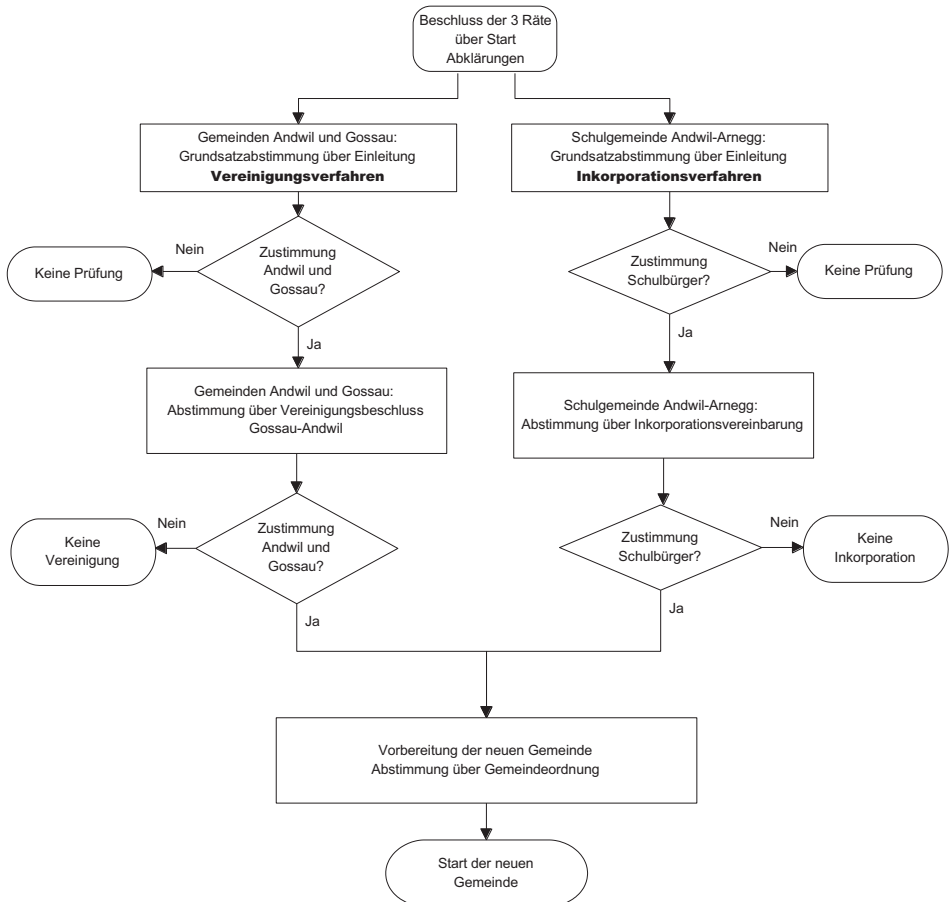 Beschluss der 3 Räte
über Start
Abklärungen
Gemeinden Andwil und Gossau:
Grundsatzabstimmung über Einleitung
Vereinigungsverfahren
Schulgemeinde Andwil-Arnegg:
Grundsatzabstimmung über Einleitung
Inkorporationsverfahren
Nein
Keine Prüfung
Zustimmung
Andwil und
Gossau?
Zustimmung
Schulbürger?
Nein
Keine Prüfung
Ja
Ja
Gemeinden Andwil und Gossau:
Abstimmung über Vereinigungsbeschluss
Gossau-Andwil
Schulgemeinde Andwil-Arnegg:
Abstimmung über Inkorporationsvereinbarung
Nein
Keine
Vereinigung
Zustimmung
Andwil und
Gossau?
Zustimmung
Schulbürger?
Nein
Keine
Inkorporation
Ja
Ja
Vorbereitung der neuen Gemeinde
Abstimmung über Gemeindeordnung
Start der neuen
Gemeinde